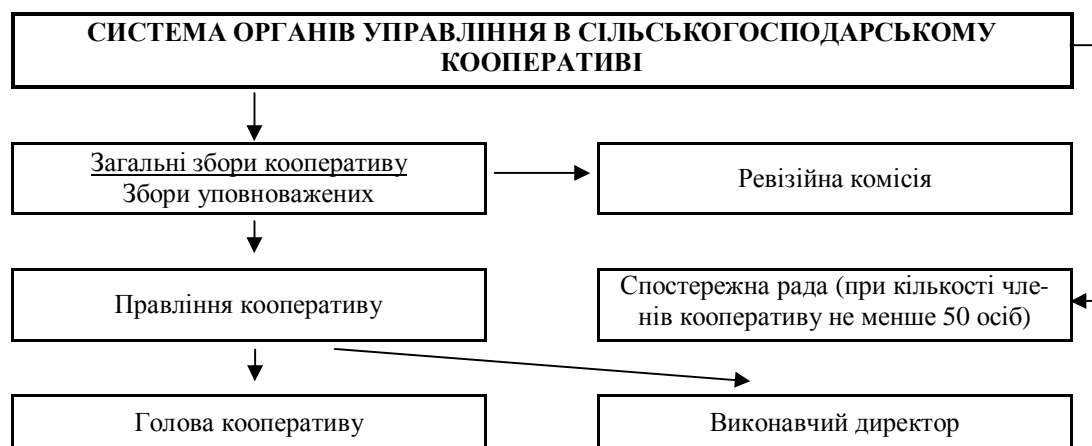 СИСТЕМА ОРГАНІВ УПРАВЛІННЯ В СІЛЬСЬКОГОСПОДАРСЬКОМУ
КООПЕРАТИВІ
Загальні збори кооперативу
Збори уповноважених
Ревізійна комісія
Правління кооперативу
Спостережна рада (при кількості чле-
нів кооперативу не менше 50 осіб)
Голова кооперативу
Виконавчий директор